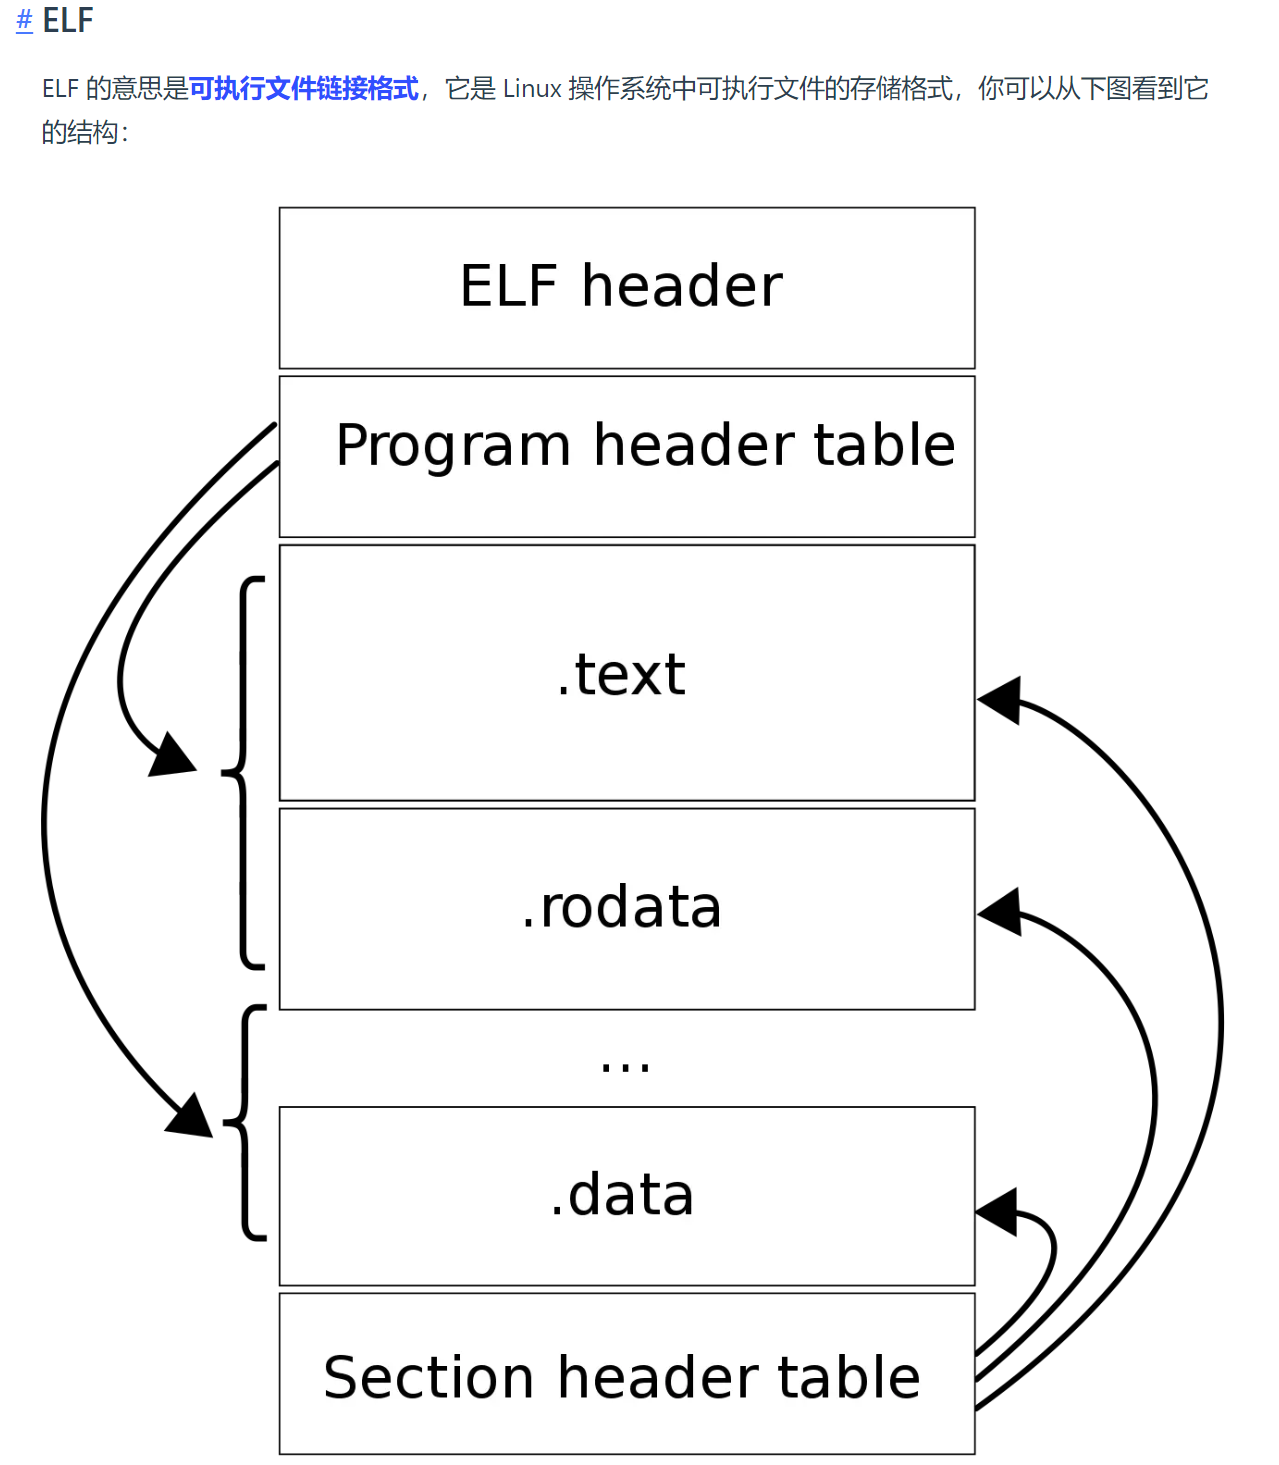 # ELF
ELF 的意思是可执行文件链接格式，它是 Linux 操作系统中可执行文件的存储格式，你可以从下图看到它
的结构：
ELF header
Program header table
.text
.rodata
...
.data
Section header table